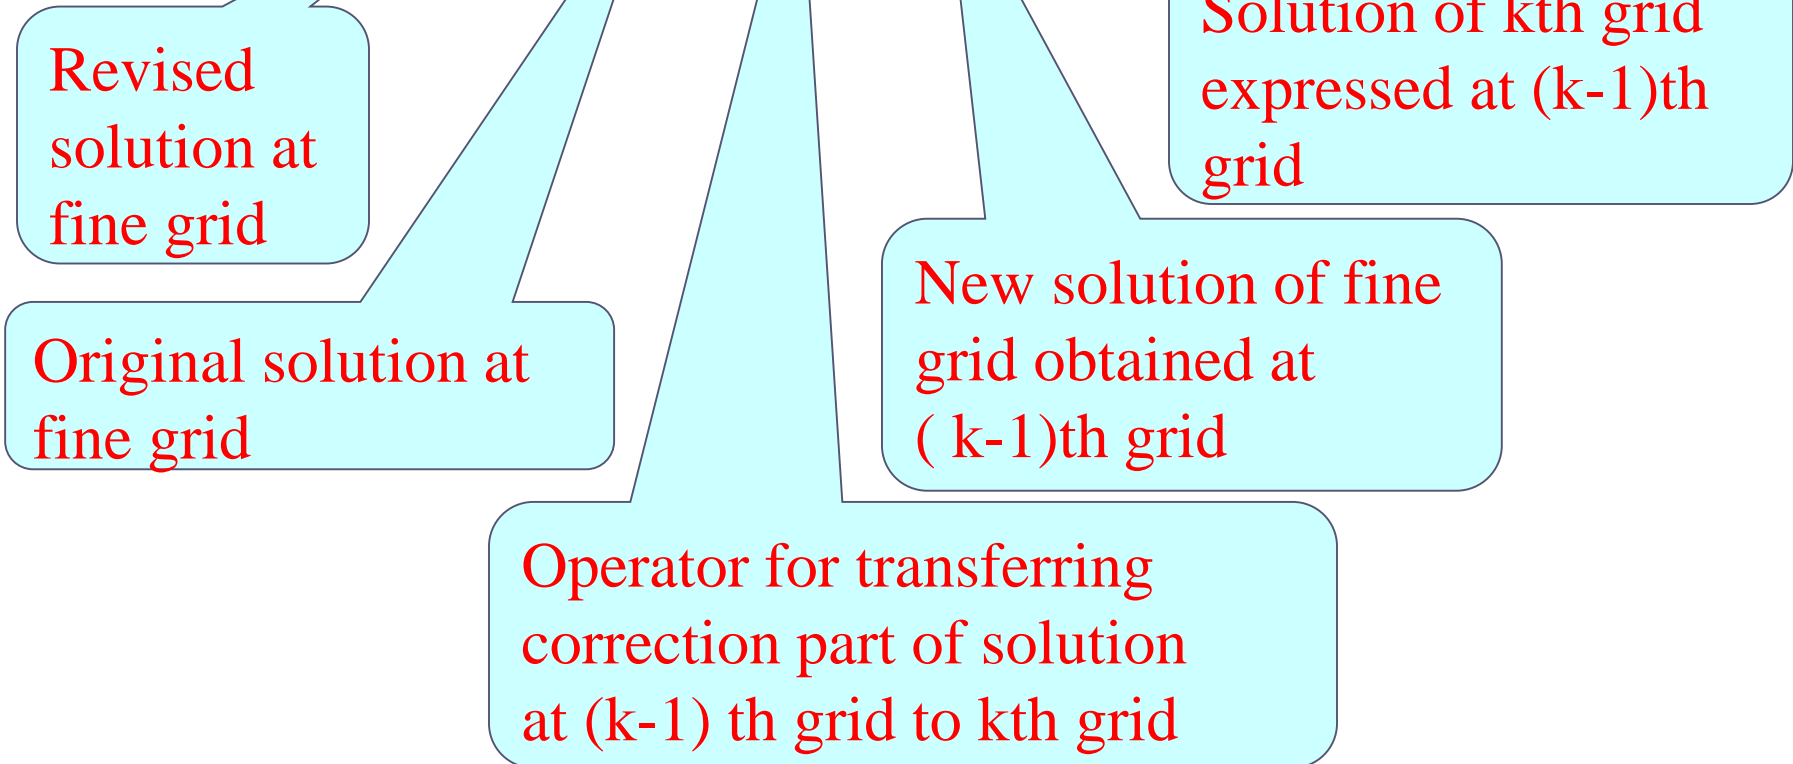 Revised
solution at
fine grid
Original solution at
fine grid
Operator for transferring
correction part of solution
at (k-1) th grid to kth grid
New solution of fine
grid obtained at
( k-1)th grid
Solution of kth grid
expressed at (k-1)th
grid